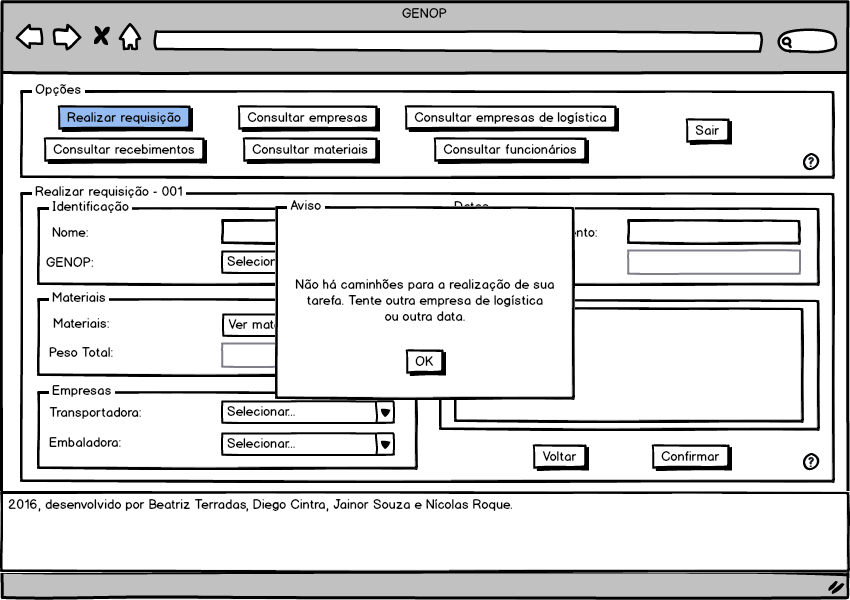 GENOP
Opções
Realizar requisição
Consultar empresas
Consultar empresas de logística
Sair
Consultar recebimentos
Consultar materiais
Consultar funcionários
?
Realizar requisição - 001
Identificação
Aviso
Nome:
nto:
GENOP:
Selecior
Não há caminhões para a realização de sua
tarefa. Tente outra empresa de logística
ou outra data.
OK
Materiais
Materiais:
Ver mat
Peso Total:
Empresas
Transportadora:
Selecionar...
Embaladora:
Selecionar...
Voltar
Confirmar
?
2016, desenvolvido por Beatriz Terradas, Diego Cintra, Jainor Souza e Nícolas Roque.